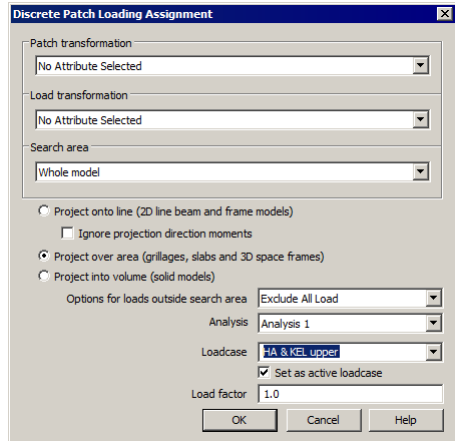 Discrete Patch Loading Assignment
Patch transformation
No Attribute Selected
Load transformation
No Attribute Selected
Search area
Whole model
Project onto line (2D line beam and frame models)
Ignore projection direction moments
Project over area (grillages, slabs and 3D space frames)
Project into volume (solid models)
Options for loads outside search area Exclude All Load
Analysis Analysis 1
Loadcase HA & KEL upper
Set as active loadcase
Load factor 1.0
OK Cancel Help